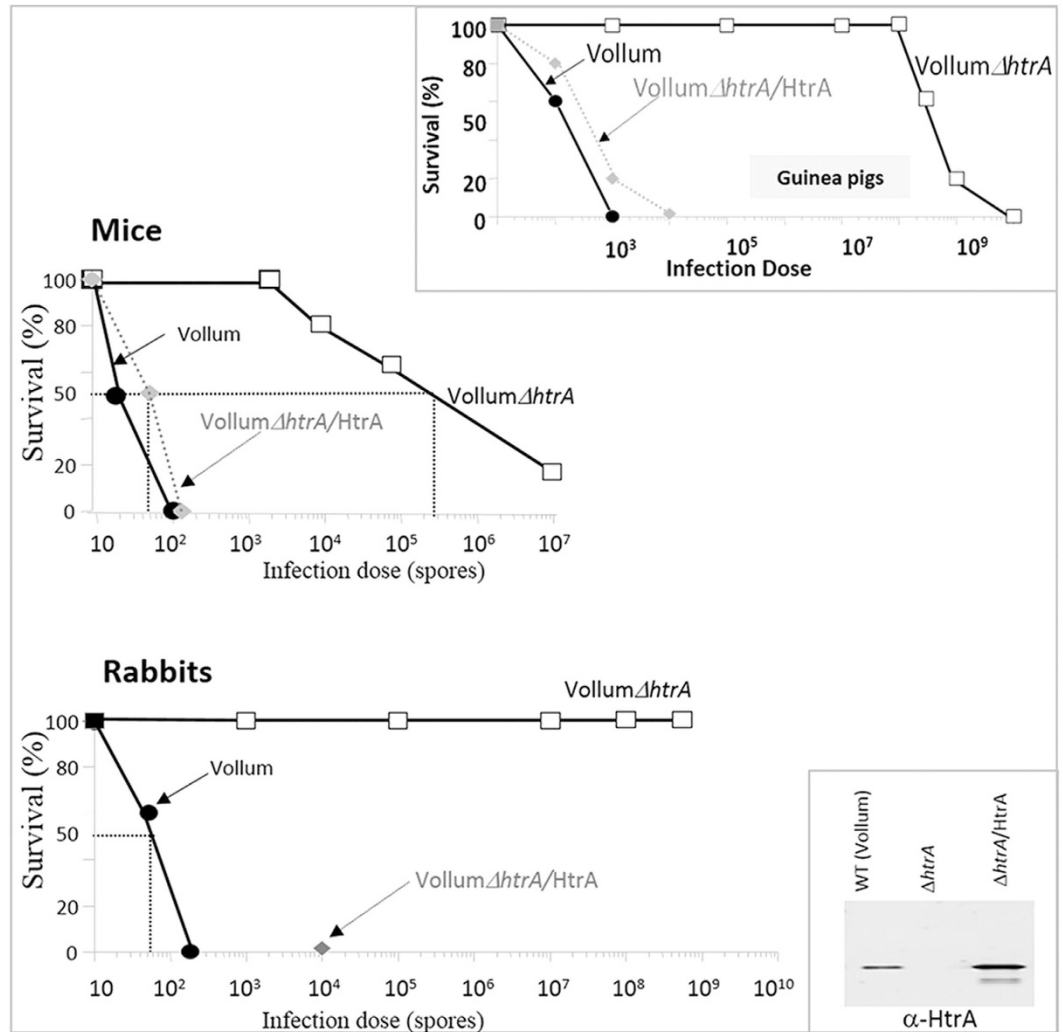 100
80
50
20
0
Survival (%)
Vollum
VollumΔhtrA/HtrA
VollumΔhtrA
Guinea pigs
10³
10⁵
10⁷
10⁹
Infection Dose
Mice
100
80
50
20
0
Survival (%)
Vollum
VollumΔhtrA/HtrA
VollumΔhtrA
10
10²
10³
10⁴
10⁵
10⁶
10⁷
Infection dose (spores)
Rabbits
100
80
50
20
0
Survival (%)
Vollum
VollumΔhtrA
VollumΔhtrA/HtrA
10
10²
10³
10⁴
10⁵
10⁶
10⁷
10⁸
10⁹
10¹⁰
Infection dose (spores)
WT (Vollum)
ΔhtrA
ΔhtrA/HtrA
α-HtrA